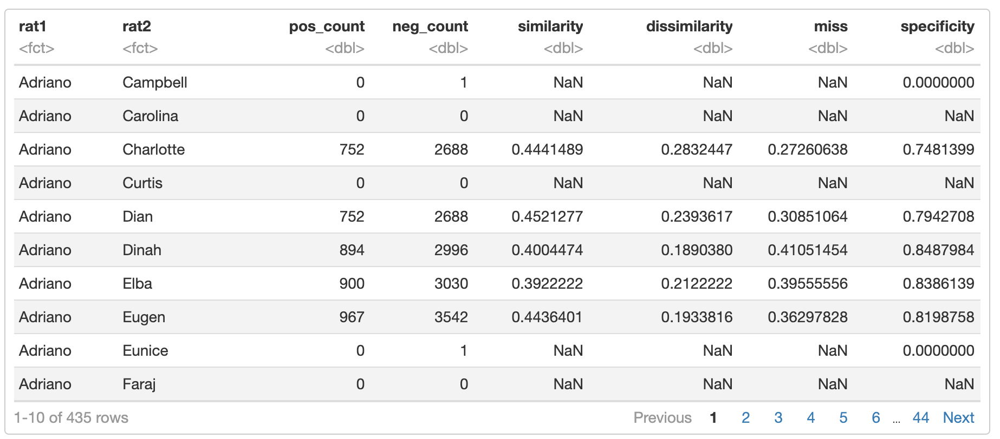 rat1 rat2 pos_count neg_count similarity dissimilarity miss specificity
<fct> <fct> <dbl> <dbl> <dbl> <dbl> <dbl> <dbl>
Adriano Campbell 0 1 NaN NaN NaN 0.0000000
Adriano Carolina 0 0 NaN NaN NaN NaN
Adriano Charlotte 752 2688 0.4441489 0.2832447 0.27260638 0.7481399
Adriano Curtis 0 0 NaN NaN NaN NaN
Adriano Dian 752 2688 0.4521277 0.2393617 0.30851064 0.7942708
Adriano Dinah 894 2996 0.4004474 0.1890380 0.41051454 0.8487984
Adriano Elba 900 3030 0.3922222 0.2122222 0.39555556 0.8386139
Adriano Eugen 967 3542 0.4436401 0.1933816 0.36297828 0.8198758
Adriano Eunice 0 1 NaN NaN NaN 0.0000000
Adriano Faraj 0 0 NaN NaN NaN NaN
1-10 of 435 rows Previous 1 2 3 4 5 6 ... 44 Next